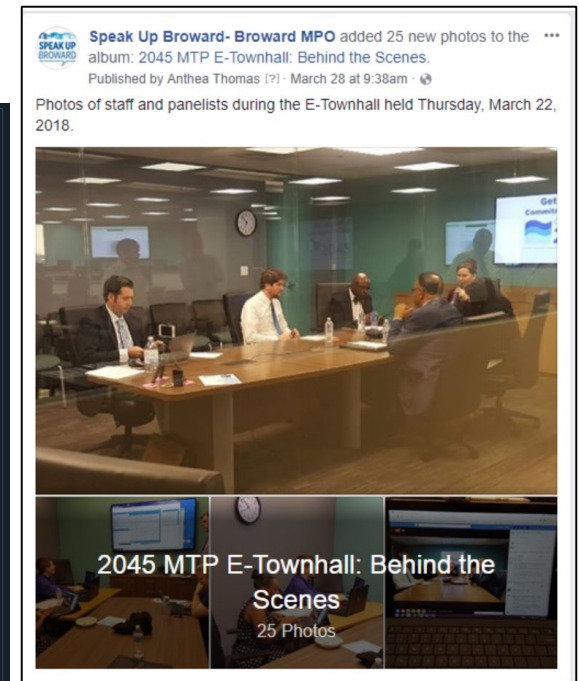 SPEAK UP
BROWARD
Speak Up Broward- Broward MPO added 25 new photos to the
album: 2045 MTP E-Townhall: Behind the Scenes.
Published by Anthea Thomas [?] · March 28 at 9:38am ·
Photos of staff and panelists during the E-Townhall held Thursday, March 22,
2018.
Get
Commit
2045 MTP E-Townhall: Behind the
Scenes
25 Photos